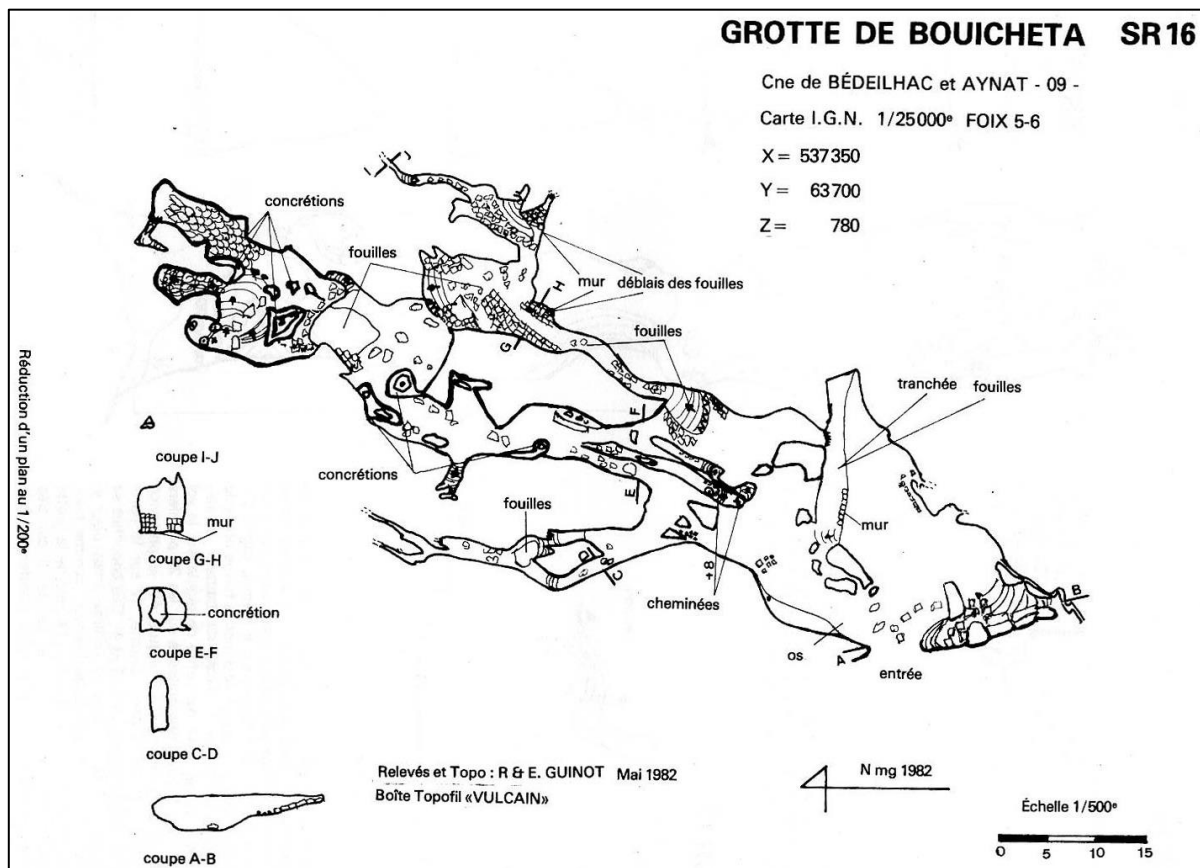 GROTTE DE BOUICHETA SR16
Cne de BÉDEILHAC et AYNAT - 09 -
Carte I.G.N. 1/25000e FOIX 5-6
X = 537350
Y = 63700
Z = 780
concrétions
fouilles
mur
déblais des fouilles
H
J
I
fouilles
G
tranchée
fouilles
F
E
mur
concrétions
fouilles
D
C
+8
cheminées
os
A
B
entrée
Réduction d'un plan au 1/200e
coupe I-J
mur
coupe G-H
concrétion
coupe E-F
coupe C-D
coupe A-B
Relevés et Topo : R & E. GUINOT Mai 1982
Boîte Topofil «VULCAIN»
N mg 1982
Échelle 1/500e
0 5 10 15